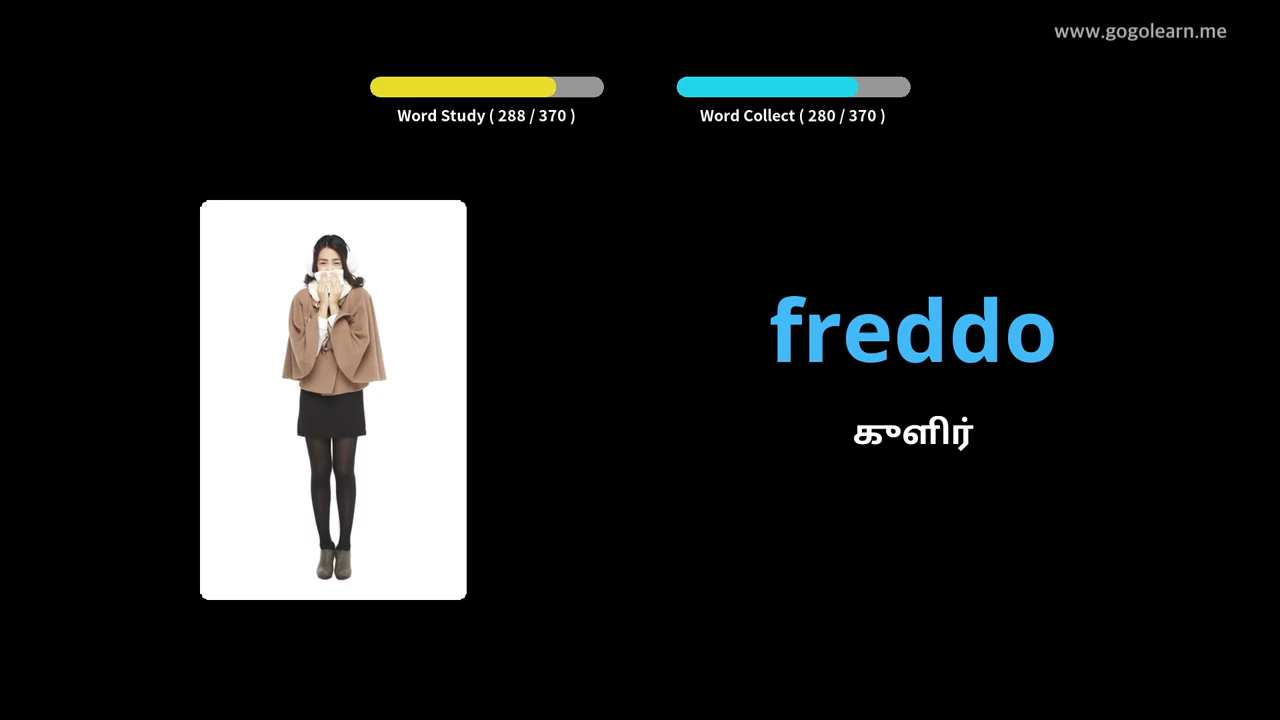 www.gogolearn.me
Word Study ( 288 / 370 )
Word Collect ( 280 / 370 )
freddo
குளிர்